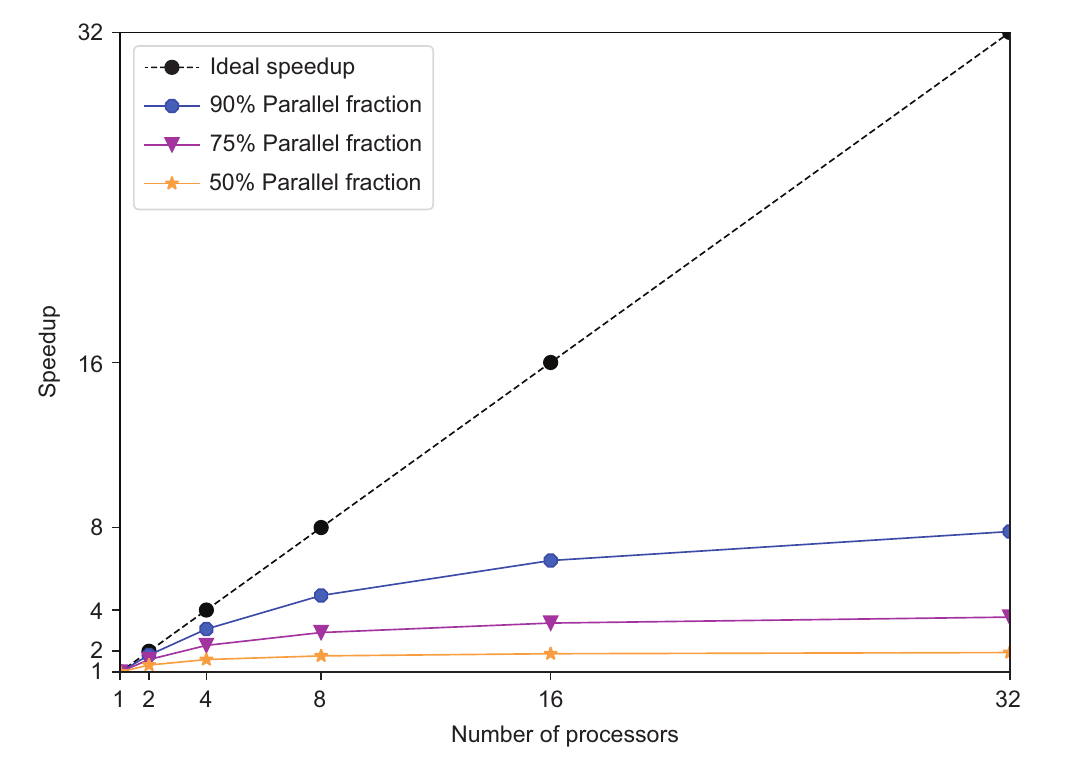 32
Ideal speedup
90% Parallel fraction
75% Parallel fraction
50% Parallel fraction
Speedup
16
8
4
2
1
1 2 4 8 16 32
Number of processors